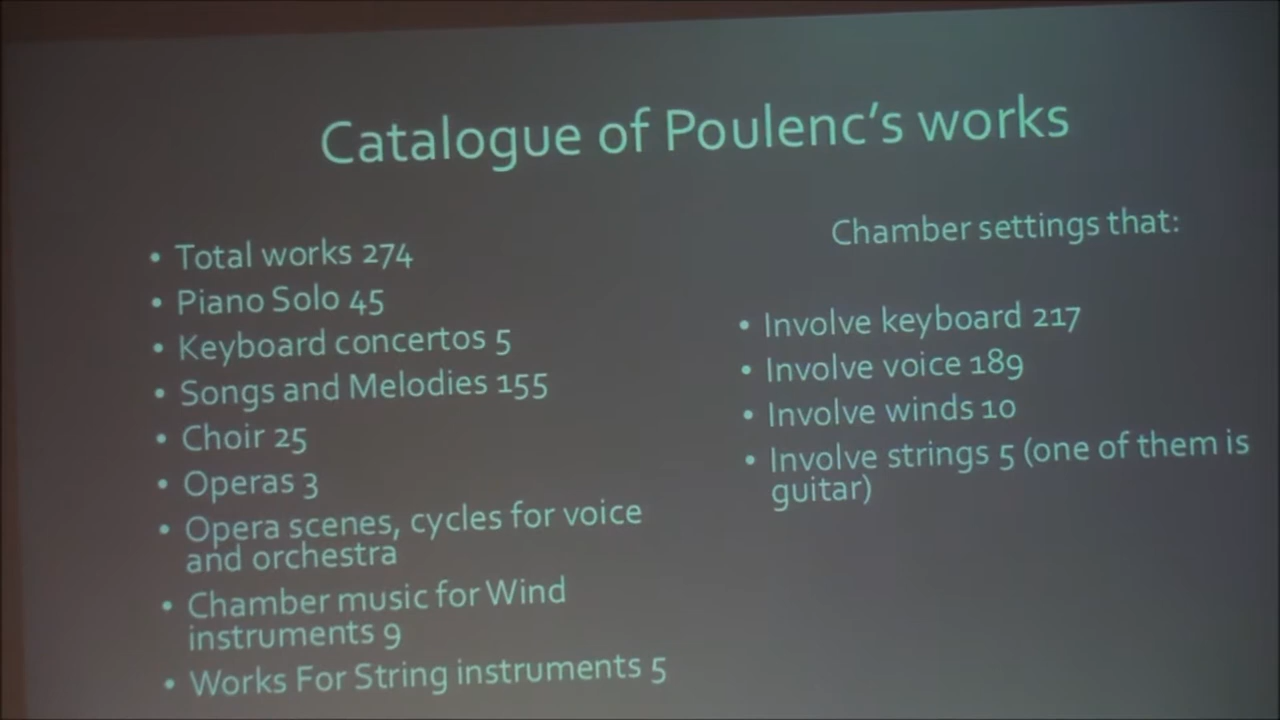 Catalogue of Poulenc's works
• Total works 274
• Piano Solo 45
• Keyboard concertos 5
• Songs and Melodies 155
• Choir 25
• Operas 3
• Opera scenes, cycles for voice
and orchestra
• Chamber music for Wind
instruments 9
• Works For String instruments 5
Chamber settings that:
• Involve keyboard 217
• Involve voice 189
• Involve winds 10
• Involve strings 5 (one of them is
guitar)